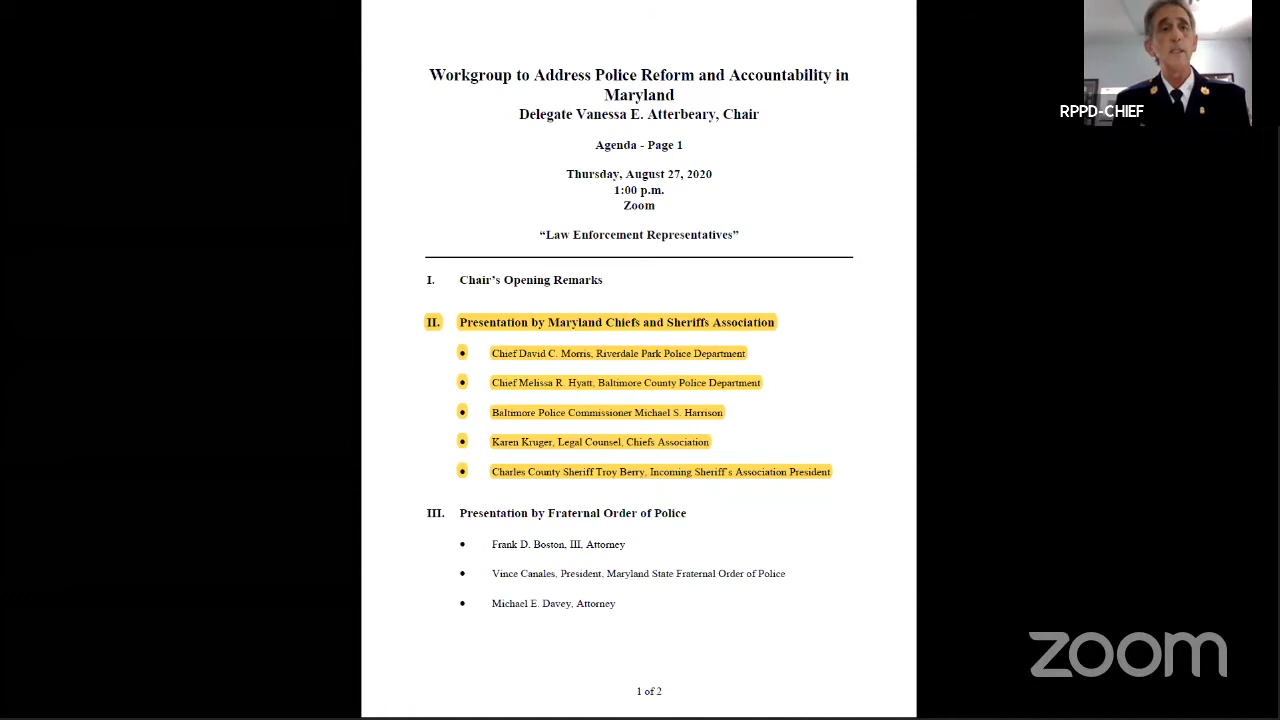 Workgroup to Address Police Reform and Accountability in
Maryland
Delegate Vanessa E. Atterbeary, Chair
Agenda - Page 1
Thursday, August 27, 2020
1:00 p.m.
Zoom
“Law Enforcement Representatives”
I. Chair’s Opening Remarks
II. Presentation by Maryland Chiefs and Sheriffs Association
• Chief David C. Morris, Riverdale Park Police Department
• Chief Melissa R. Hyatt, Baltimore County Police Department
• Baltimore Police Commissioner Michael S. Harrison
• Karen Kruger, Legal Counsel, Chiefs Association
• Charles County Sheriff Troy Berry, Incoming Sheriff’s Association President
III. Presentation by Fraternal Order of Police
• Frank D. Boston, III, Attorney
• Vince Canales, President, Maryland State Fraternal Order of Police
• Michael E. Davey, Attorney
1 of 2
RPPD-CHIEF
zoom